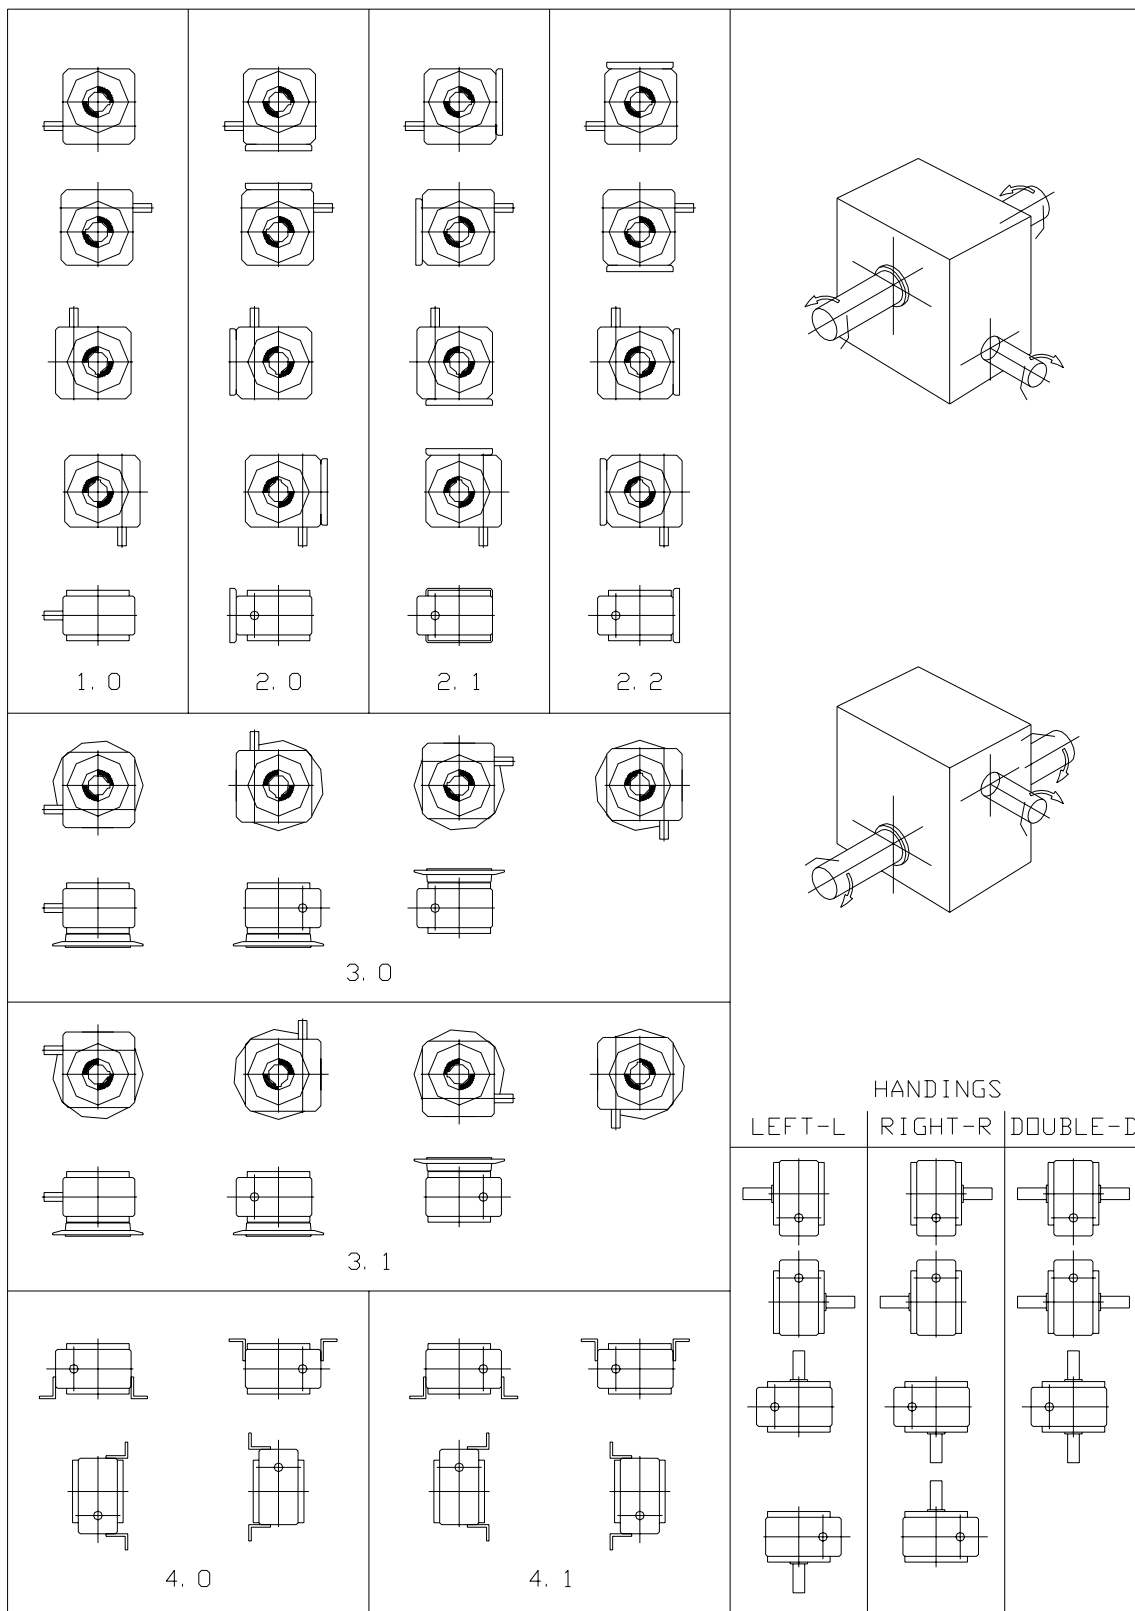 1. 0
2. 0
2. 1
2. 2
3. 0
3. 1
4. 0
4. 1
HANDINGS
LEFT-L
RIGHT-R
DOUBLE-D